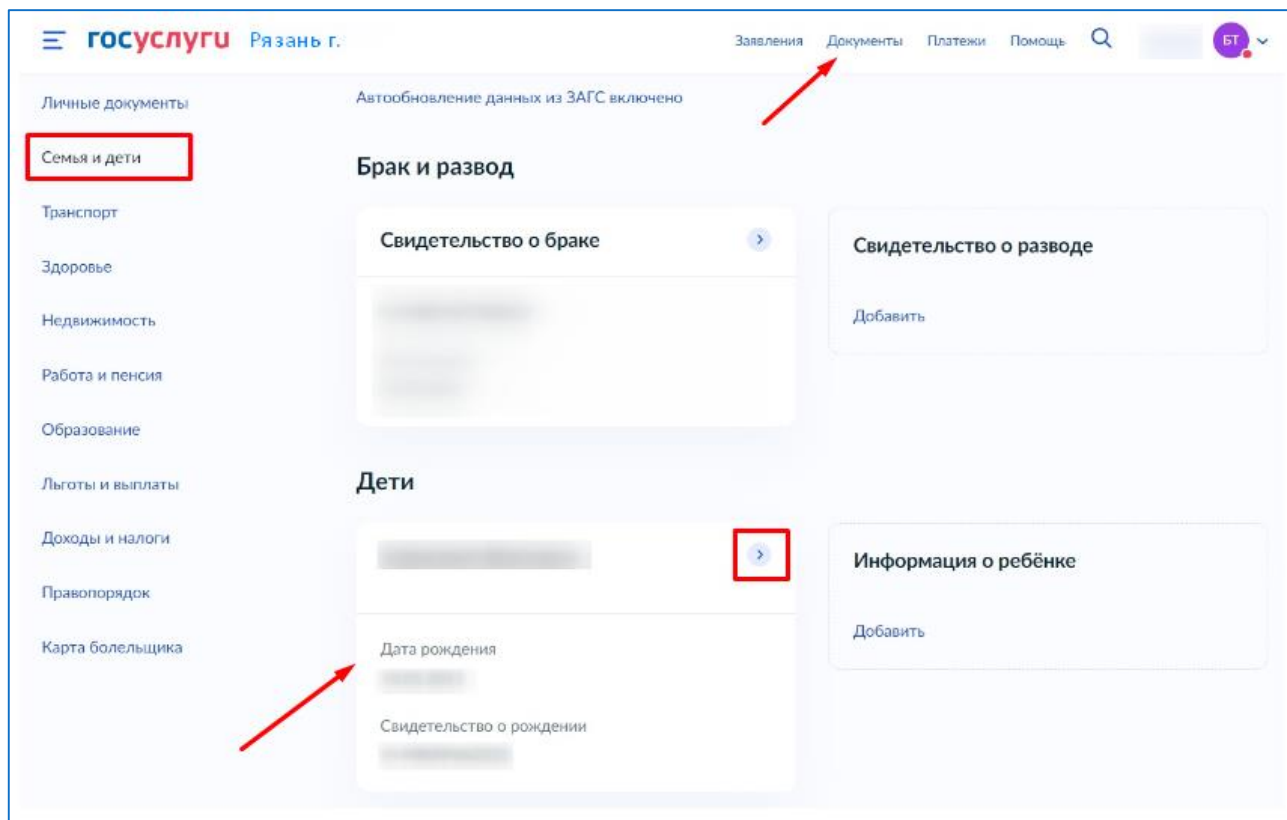 госуслуги Рязань г.
Заявления Документы Платежи Помощь БТ
Личные документы
Семья и дети
Транспорт
Здоровье
Недвижимость
Работа и пенсия
Образование
Льготы и выплаты
Доходы и налоги
Правопорядок
Карта болельщика
Автообновление данных из ЗАГС включено
Брак и развод
Свидетельство о браке
Свидетельство о разводе
Добавить
Дети
Дата рождения
Свидетельство о рождении
Информация о ребёнке
Добавить